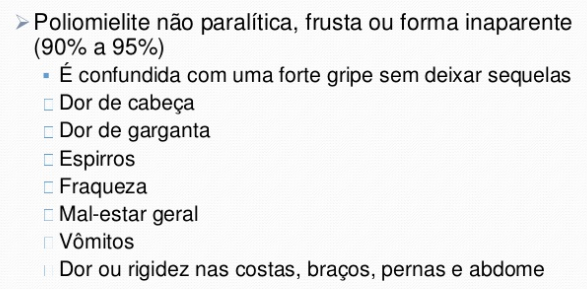 Poliomielite não paralítica, frusta ou forma inaparente
(90% a 95%)
É confundida com uma forte gripe sem deixar sequelas
Dor de cabeça
Dor de garganta
Espirros
Fraqueza
Mal-estar geral
Vômitos
Dor ou rigidez nas costas, braços, pernas e abdome